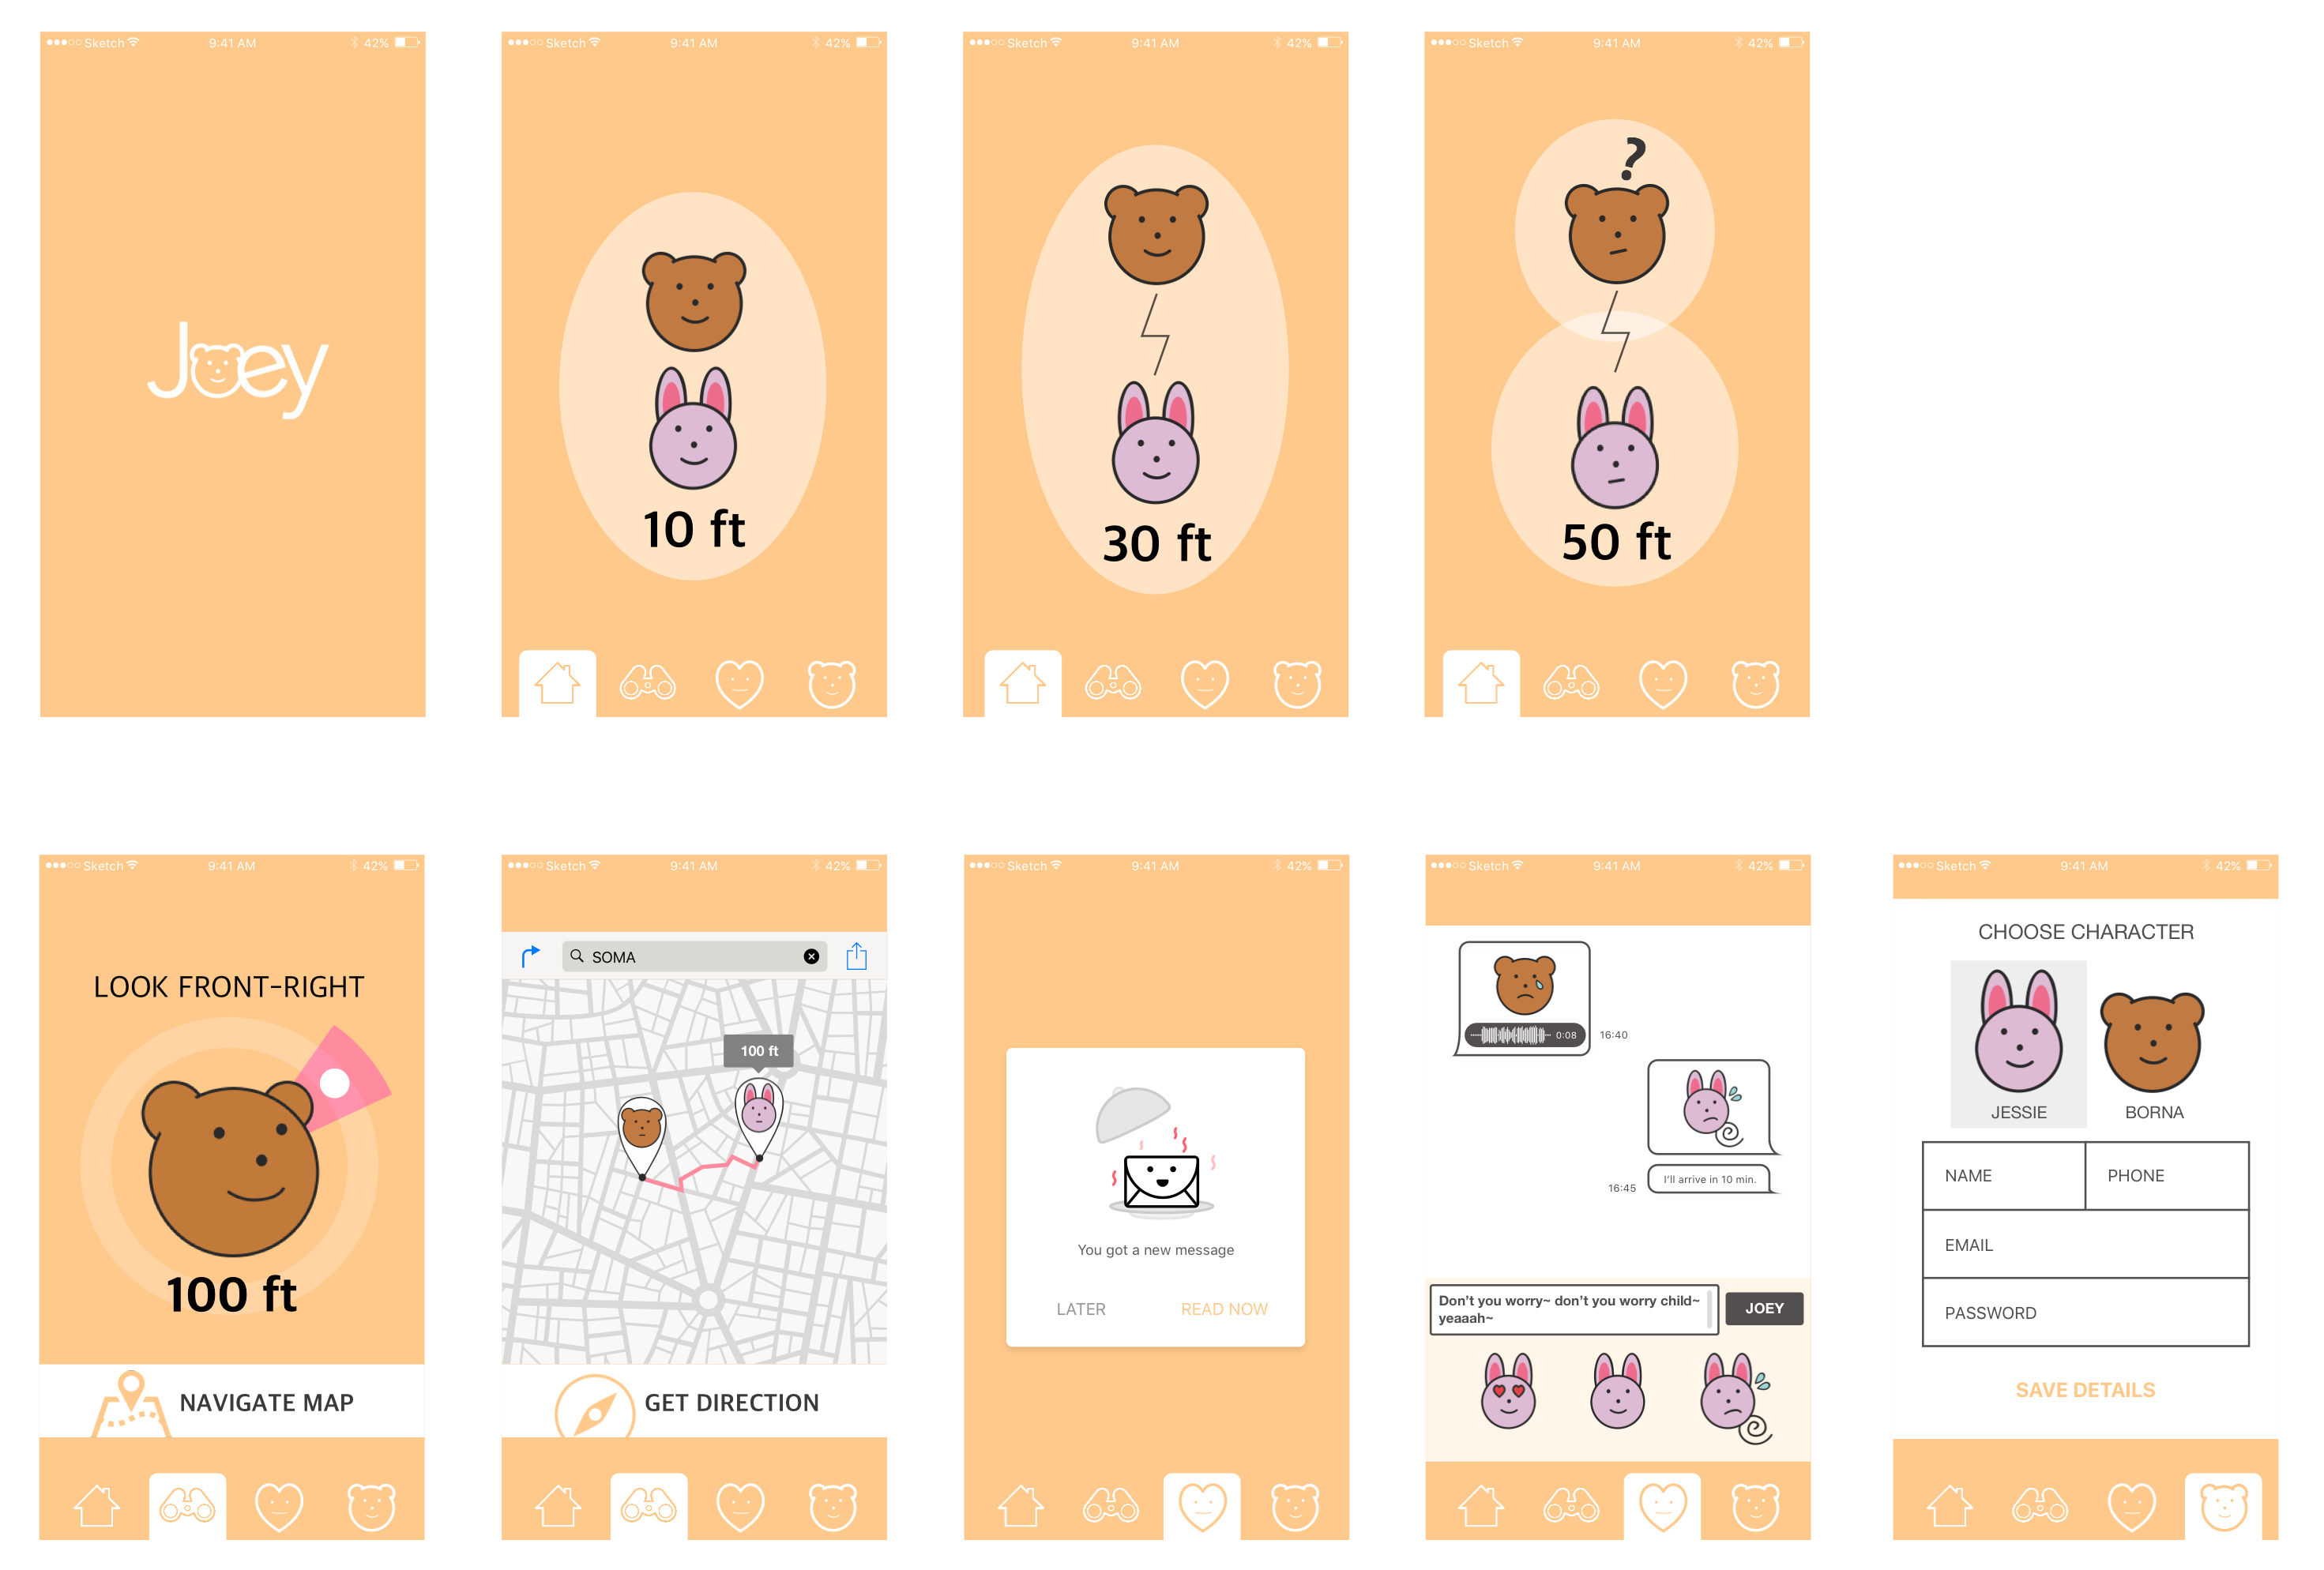 Sketch 9:41 AM 42%
Joey
Sketch 9:41 AM 42%
10 ft
Sketch 9:41 AM 42%
30 ft
Sketch 9:41 AM 42%
?
50 ft
Sketch 9:41 AM 42%
LOOK FRONT-RIGHT
100 ft
NAVIGATE MAP
Sketch 9:41 AM 42%
SOMA
100 ft
GET DIRECTION
Sketch 9:41 AM 42%
You got a new message
LATER READ NOW
Sketch 9:41 AM 42%
0:08 16:40
I'll arrive in 10 min.
16:45
Don't you worry~ don't you worry child~
yeaaah~
JOEY
Sketch 9:41 AM 42%
CHOOSE CHARACTER
JESSIE BORNA
NAME PHONE
EMAIL
PASSWORD
SAVE DETAILS